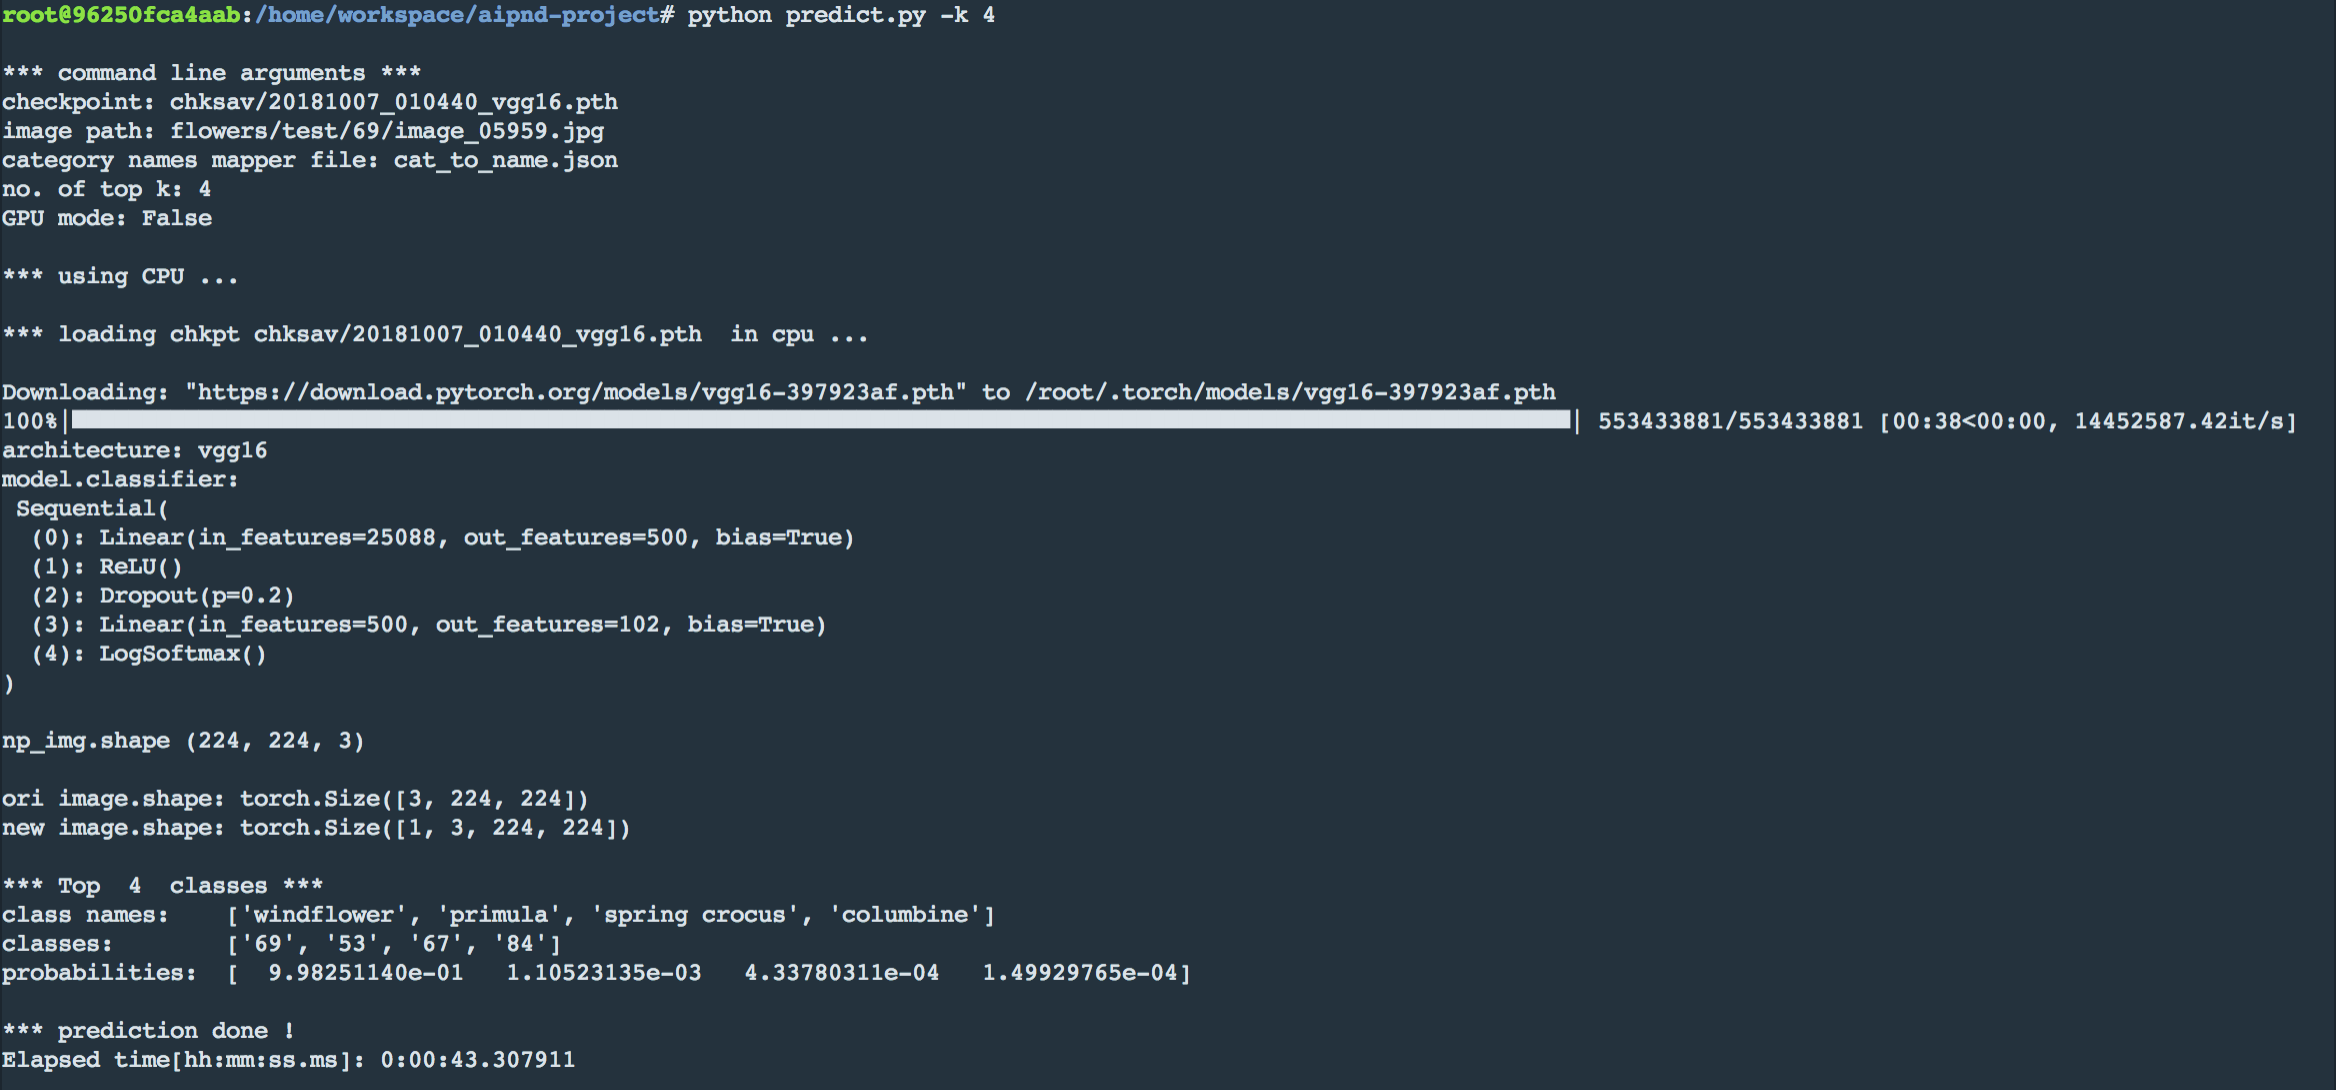 root@96250fca4aab:/home/workspace/aipnd-project# python predict.py -k 4
*** command line arguments ***
checkpoint: chksav/20181007_010440_vgg16.pth
image path: flowers/test/69/image_05959.jpg
category names mapper file: cat_to_name.json
no. of top k: 4
GPU mode: False
*** using CPU ...
*** loading chkpt chksav/20181007_010440_vgg16.pth  in cpu ...
Downloading: "https://download.pytorch.org/models/vgg16-397923af.pth" to /root/.torch/models/vgg16-397923af.pth
100%| | 553433881/553433881 [00:38<00:00, 14452587.42it/s]
architecture: vgg16
model.classifier:
 Sequential(
  (0): Linear(in_features=25088, out_features=500, bias=True)
  (1): ReLU()
  (2): Dropout(p=0.2)
  (3): Linear(in_features=500, out_features=102, bias=True)
  (4): LogSoftmax()
)
np_img.shape (224, 224, 3)
ori image.shape: torch.Size([3, 224, 224])
new image.shape: torch.Size([1, 3, 224, 224])
*** Top  4  classes ***
class names:    ['windflower', 'primula', 'spring crocus', 'columbine']
classes:        ['69', '53', '67', '84']
probabilities:  [  9.98251140e-01   1.10523135e-03   4.33780311e-04   1.49929765e-04]
*** prediction done !
Elapsed time[hh:mm:ss.ms]: 0:00:43.307911